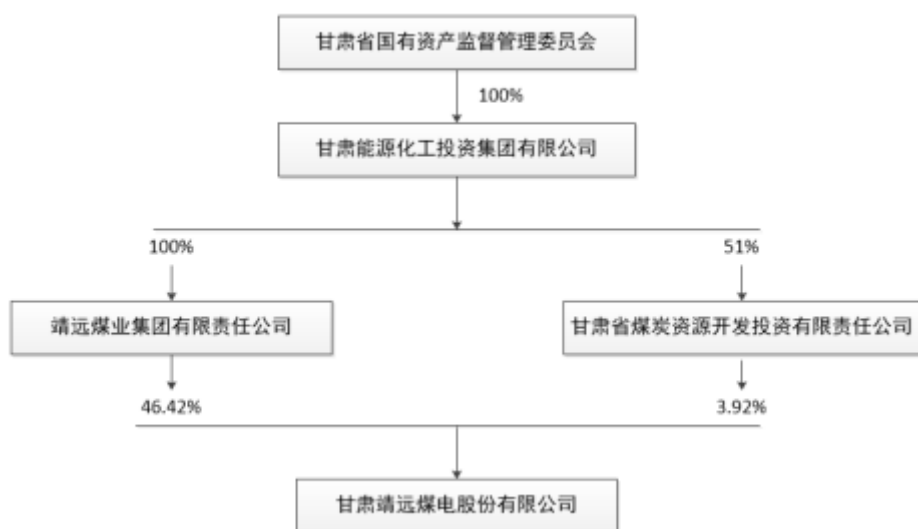 甘肃省国有资产监督管理委员会
100%
甘肃能源化工投资集团有限公司
100%
51%
靖远煤业集团有限责任公司
甘肃省煤炭资源开发投资有限责任公司
46.42%
3.92%
甘肃靖远煤电股份有限公司